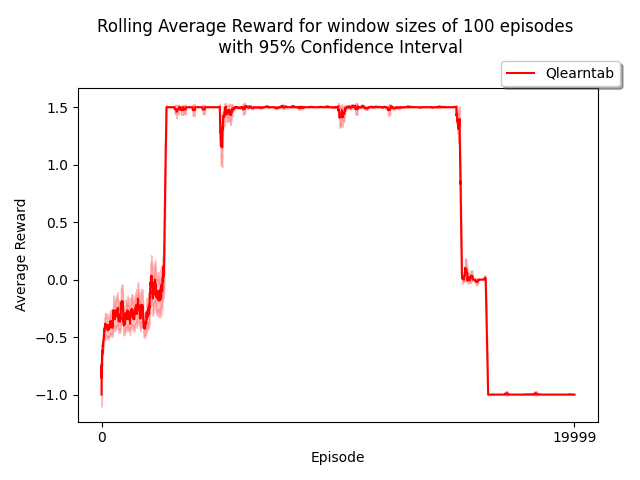 Rolling Average Reward for window sizes of 100 episodes
with 95% Confidence Interval
Qlearntab
1.5
1.0
0.5
0.0
−0.5
−1.0
Average Reward
0
19999
Episode